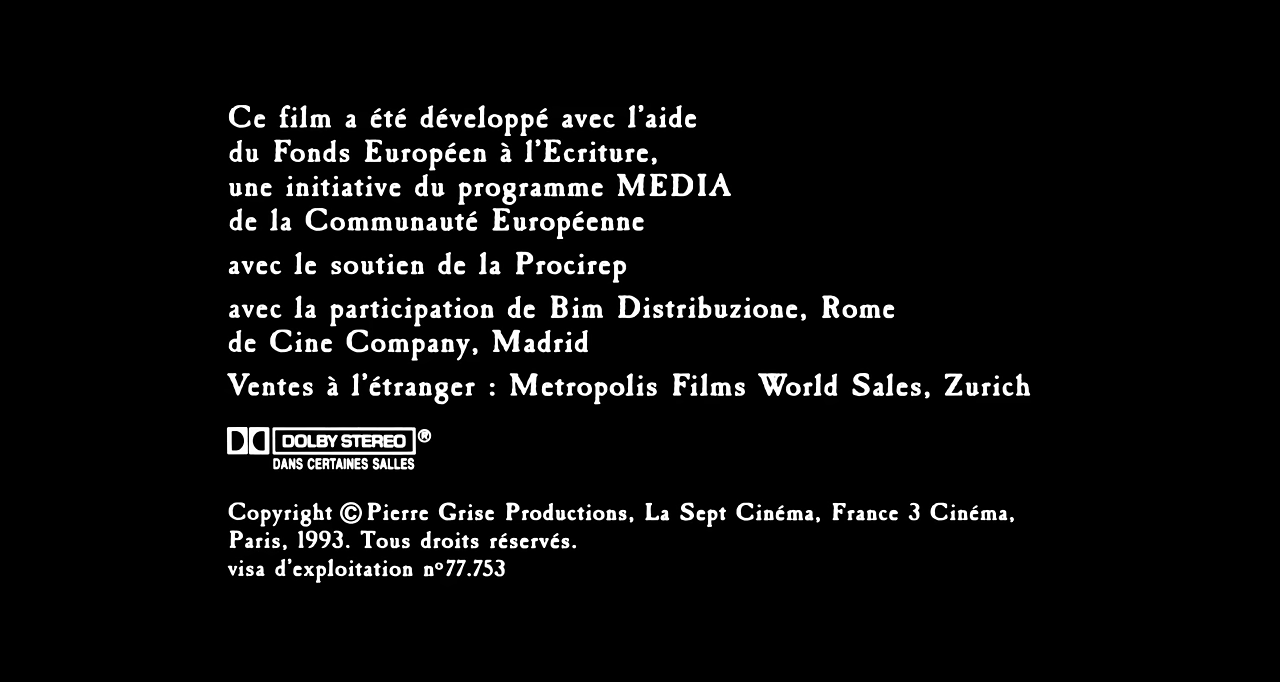 Ce film a été développé avec l'aide
du Fonds Européen à l'Ecriture,
une initiative du programme MEDIA
de la Communauté Européenne
avec le soutien de la Procirep
avec la participation de Bim Distribuzione, Rome
de Cine Company, Madrid
Ventes à l'étranger : Metropolis Films World Sales, Zurich
DOLBY STEREO ®
DANS CERTAINES SALLES
Copyright © Pierre Grise Productions, La Sept Cinéma, France 3 Cinéma,
Paris, 1993. Tous droits réservés.
visa d'exploitation nº77.753